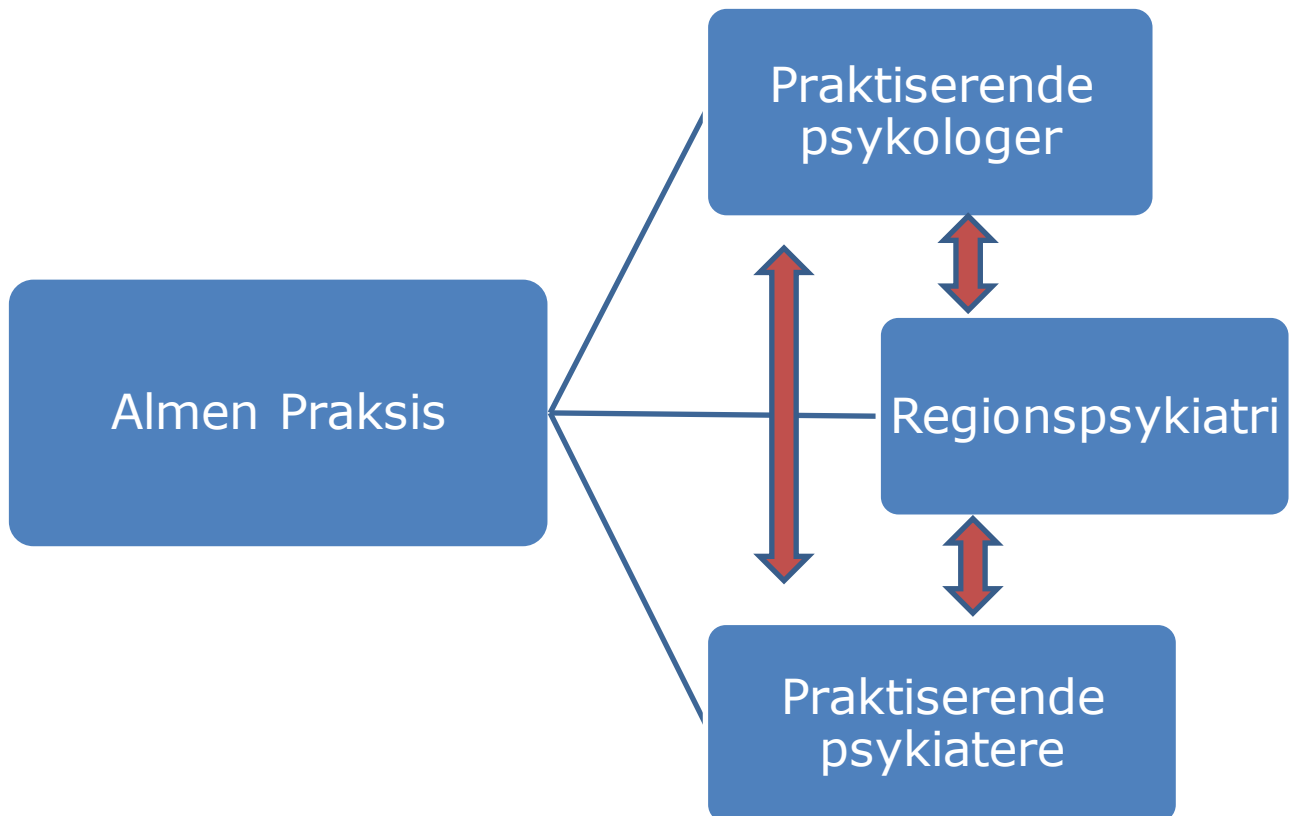 Praktiserende
psykologer
Almen Praksis
Regionspsykiatri
Praktiserende
psykiatere